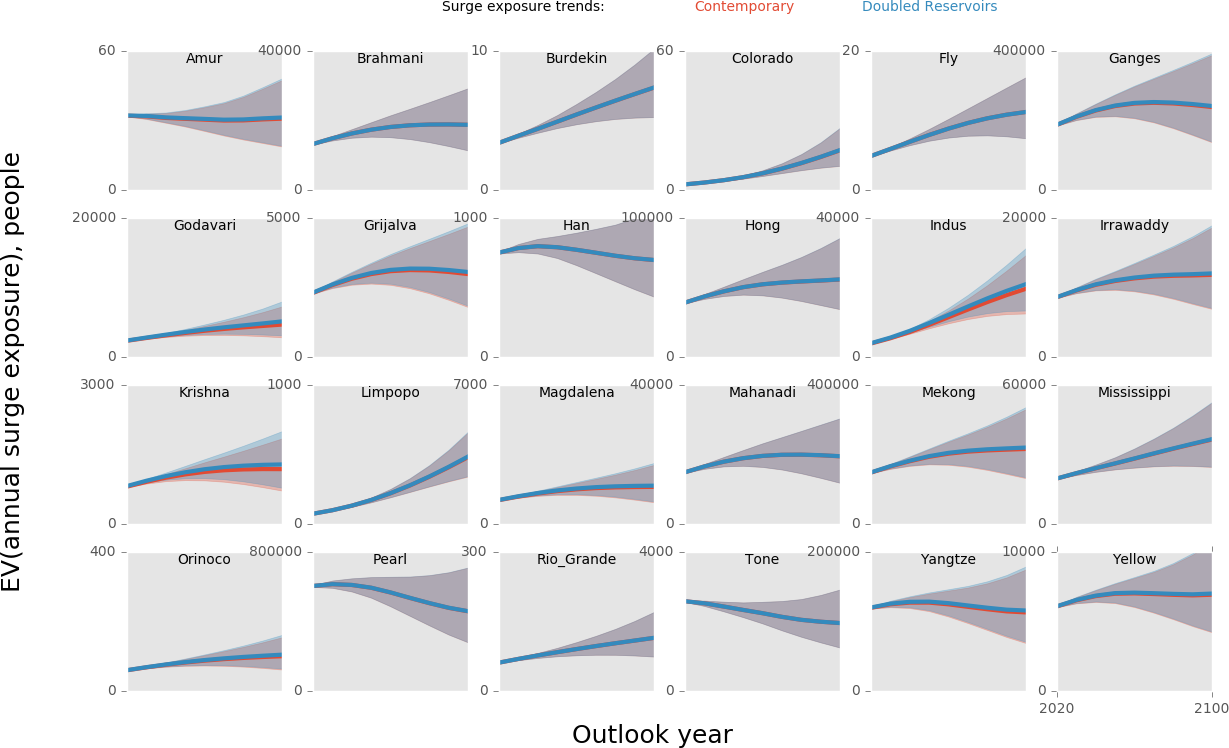 Surge exposure trends: Contemporary Doubled Reservoirs
60 40000 10 60 20 400000
Amur Brahmani Burdekin Colorado Fly Ganges
0 0 0 0 0 0
20000 5000 1000 100000 40000 20000
Godavari Grijalva Han Hong Indus Irrawaddy
0 0 0 0 0 0
3000 1000 7000 40000 400000 60000
Krishna Limpopo Magdalena Mahanadi Mekong Mississippi
0 0 0 0 0 0
400 800000 300 4000 200000 10000
Orinoco Pearl Rio_Grande Tone Yangtze Yellow
0 0 0 0 0 0
2020 2100
Outlook year
EV(annual surge exposure), people